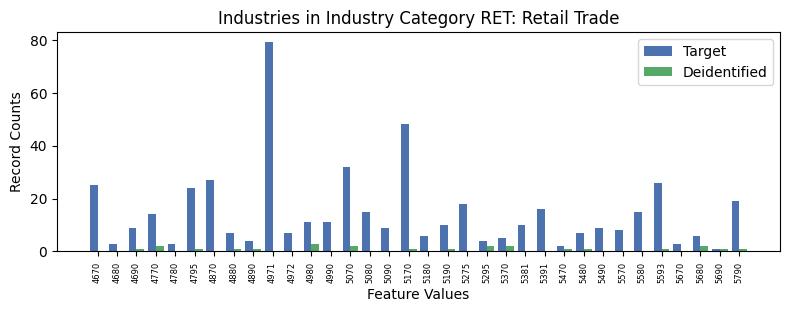 Industries in Industry Category RET: Retail Trade
Target
Deidentified
Record Counts
80
60
40
20
0
4670 4680 4690 4770 4780 4795 4870 4880 4890 4971 4972 4980 4990 5070 5080 5090 5170 5180 5190 5275 5295 5370 5381 5391 5470 5480 5490 5570 5580 5593 5670 5680 5690 5790
Feature Values